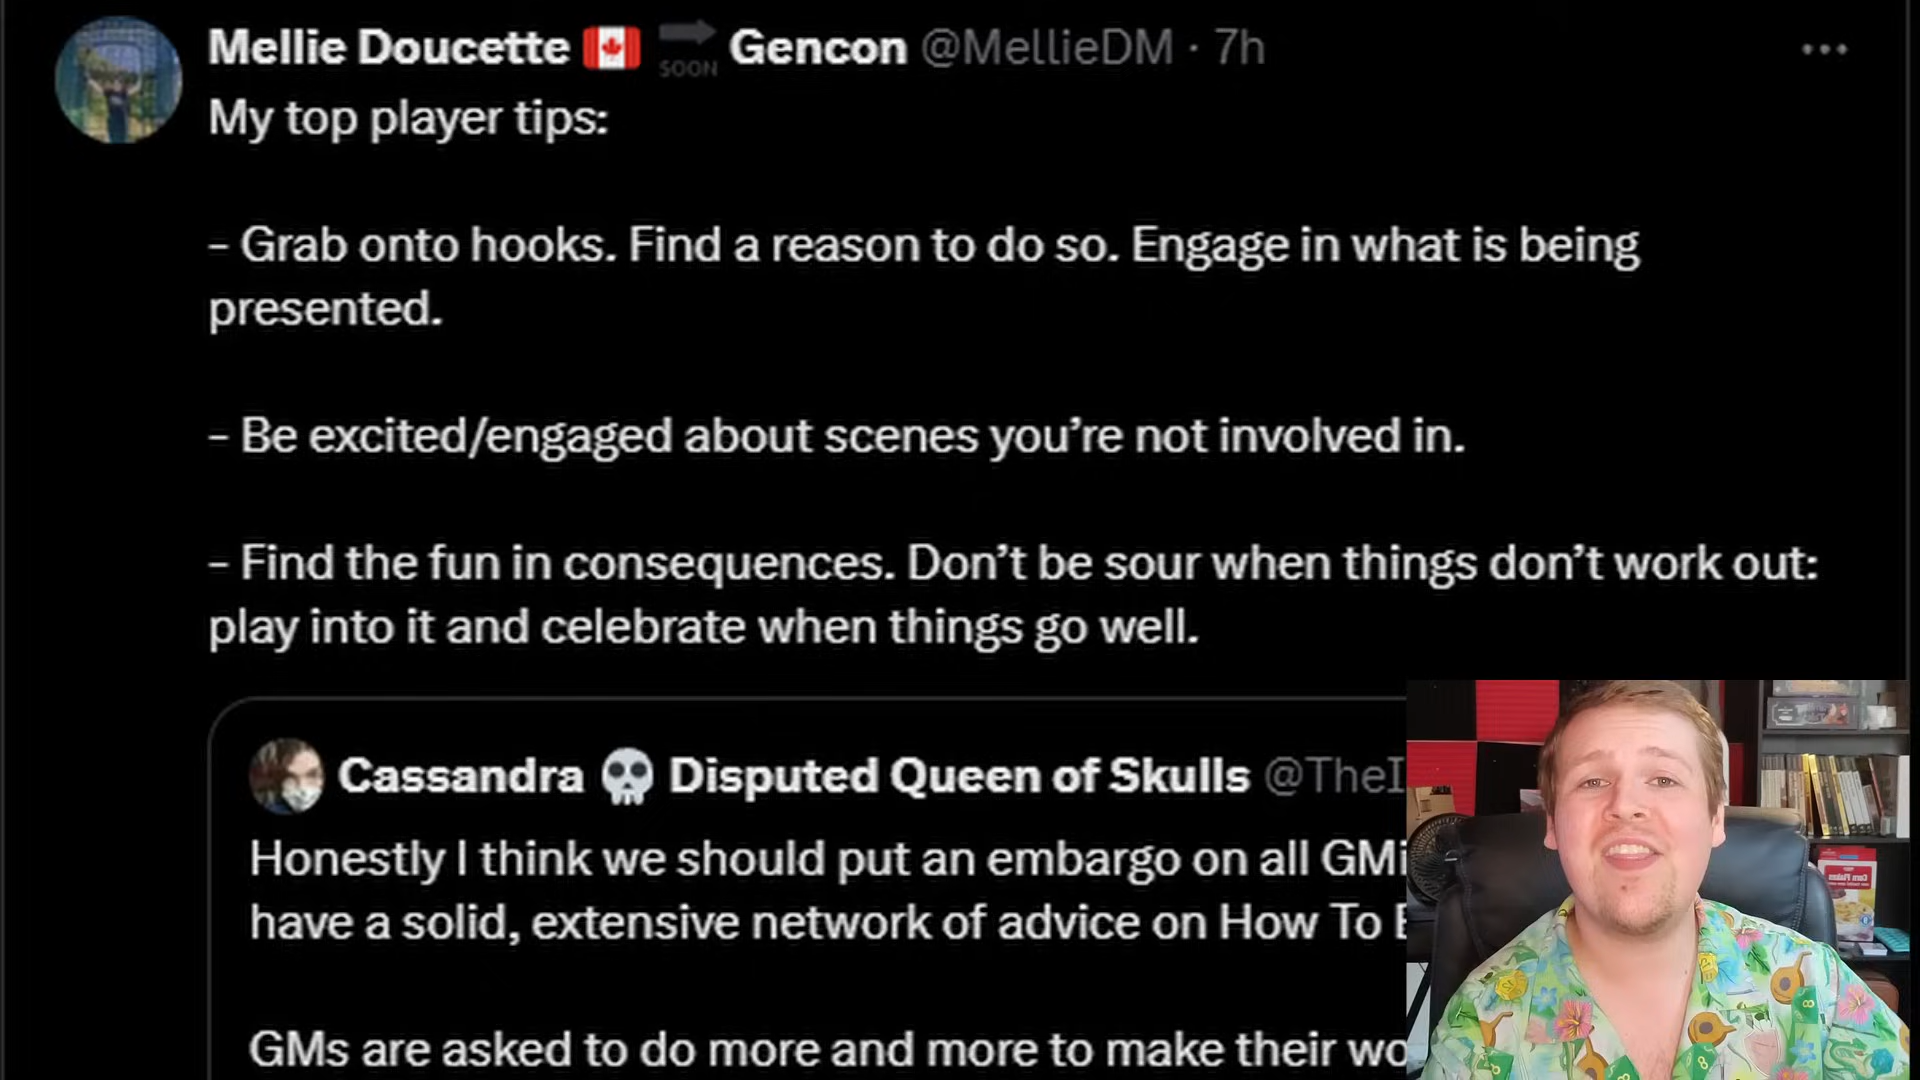 Mellie Doucette 🇨🇦 SOON Gencon @MellieDM · 7h
My top player tips:
- Grab onto hooks. Find a reason to do so. Engage in what is being
presented.
- Be excited/engaged about scenes you're not involved in.
- Find the fun in consequences. Don't be sour when things don't work out:
play into it and celebrate when things go well.
Cassandra 💀 Disputed Queen of Skulls
Honestly I think we should put an embargo on all
have a solid, extensive network of advice on How To
GMs are asked to do more and more to make their